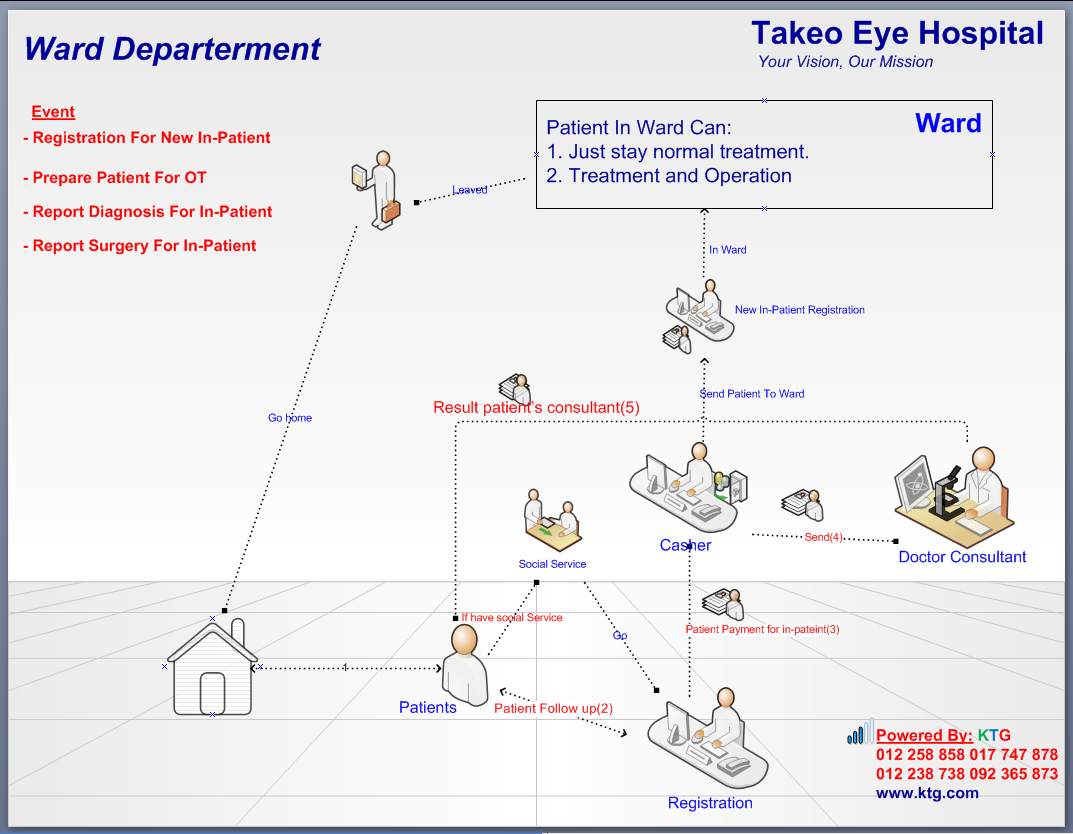 Ward Departerment
Takeo Eye Hospital
Your Vision, Our Mission
Event
- Registration For New In-Patient
- Prepare Patient For OT
- Report Diagnosis For In-Patient
- Report Surgery For In-Patient
Ward
Patient In Ward Can:
1. Just stay normal treatment.
2. Treatment and Operation
Leaved
In Ward
New In-Patient Registration
Send Patient To Ward
Result patient's consultant(5)
Go home
Casher
Send(4)
Doctor Consultant
Social Service
If have social Service
Go
Patient Payment for in-pateint(3)
1
Patients
Patient Follow up(2)
Registration
Powered By: KTG
012 258 858 017 747 878
012 238 738 092 365 873
www.ktg.com